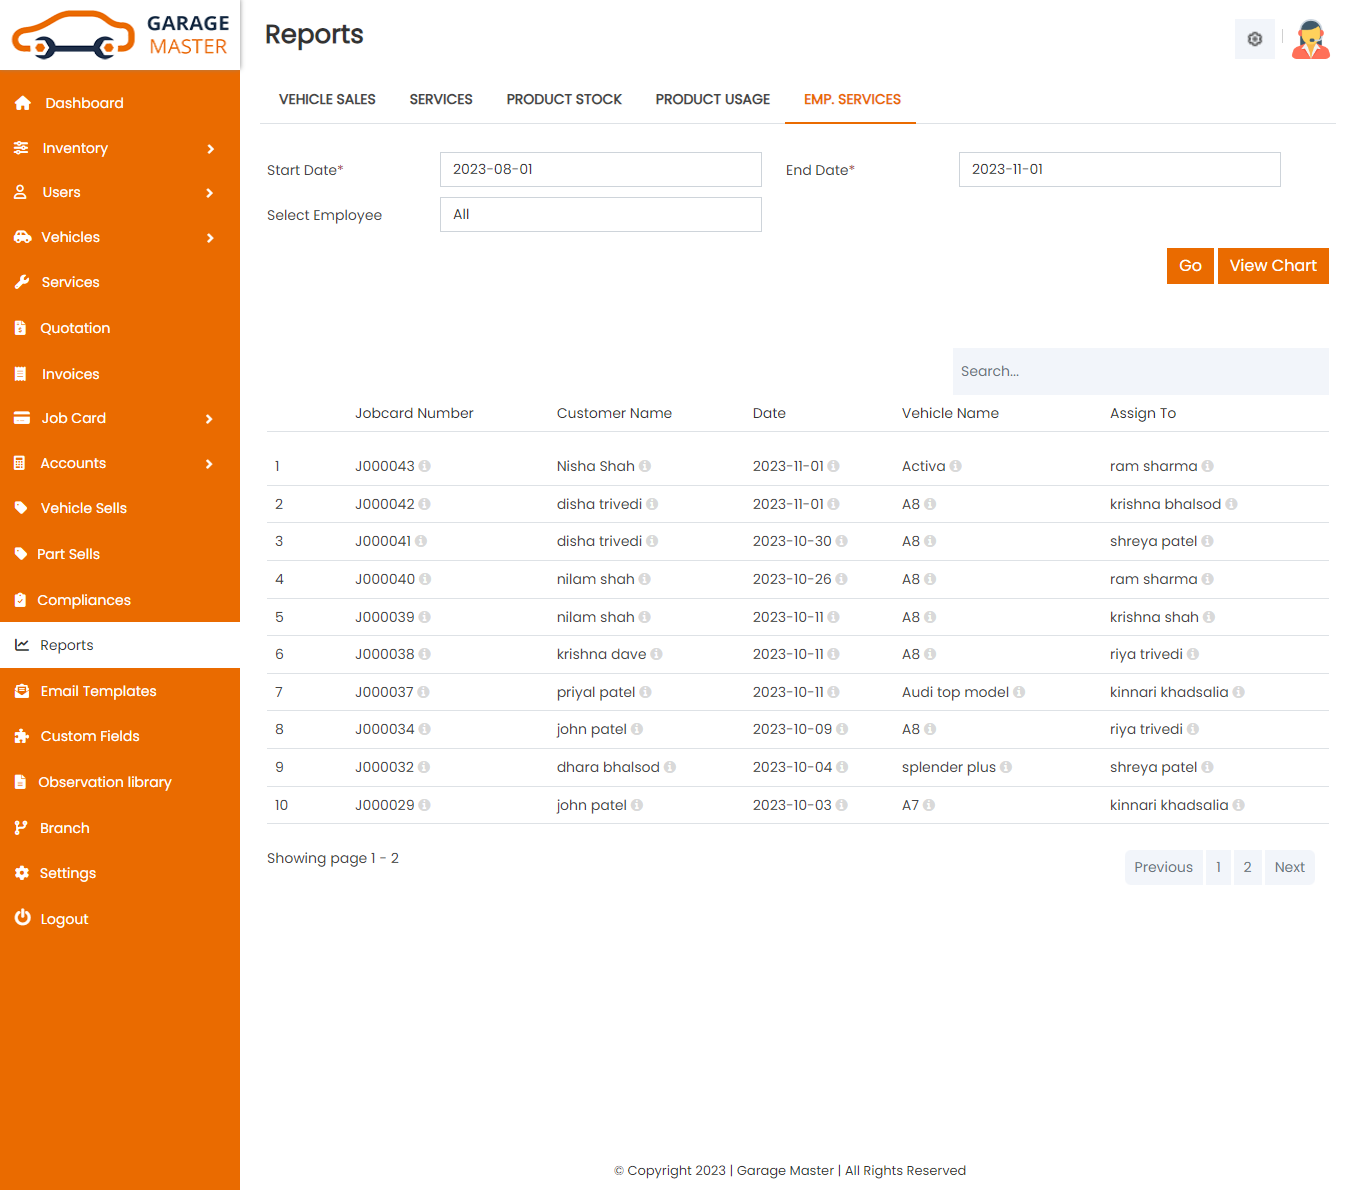 GARAGE
MASTER
Reports
VEHICLE SALES SERVICES PRODUCT STOCK PRODUCT USAGE EMP. SERVICES
Dashboard
Inventory
Users
Vehicles
Services
Quotation
Invoices
Job Card
Accounts
Vehicle Sells
Part Sells
Compliances
Reports
Email Templates
Custom Fields
Observation library
Branch
Settings
Logout
Start Date* 2023-08-01 End Date* 2023-11-01
Select Employee All
Go View Chart
Search...
Jobcard Number Customer Name Date Vehicle Name Assign To
1 J000043 Nisha Shah 2023-11-01 Activa ram sharma
2 J000042 disha trivedi 2023-11-01 A8 krishna bhalsod
3 J000041 disha trivedi 2023-10-30 A8 shreya patel
4 J000040 nilam shah 2023-10-26 A8 ram sharma
5 J000039 nilam shah 2023-10-11 A8 krishna shah
6 J000038 krishna dave 2023-10-11 A8 riya trivedi
7 J000037 priyal patel 2023-10-11 Audi top model kinnari khadsalia
8 J000034 john patel 2023-10-09 A8 riya trivedi
9 J000032 dhara bhalsod 2023-10-04 splender plus shreya patel
10 J000029 john patel 2023-10-03 A7 kinnari khadsalia
Showing page 1 - 2
Previous 1 2 Next
© Copyright 2023 | Garage Master | All Rights Reserved